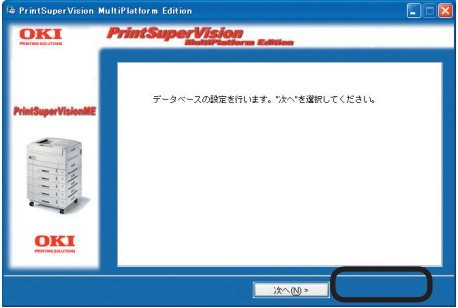 PrintSuperVision MultiPlatform Edition
OKI
PRINTING SOLUTIONS
PrintSuperVision
MultiPlatform Edition
データベースの設定を行います。"次へ"を選択してください。
PrintSuperVisionME
OKI
PRINTING SOLUTIONS
次へ(N) >